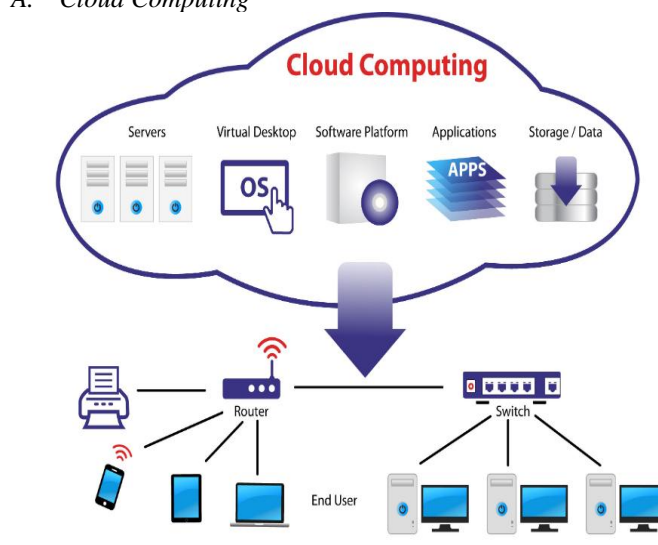 A. Cloud Computing
Cloud Computing
Servers Virtual Desktop Software Platform Applications Storage / Data
OS
APPS
Router
Switch
End User